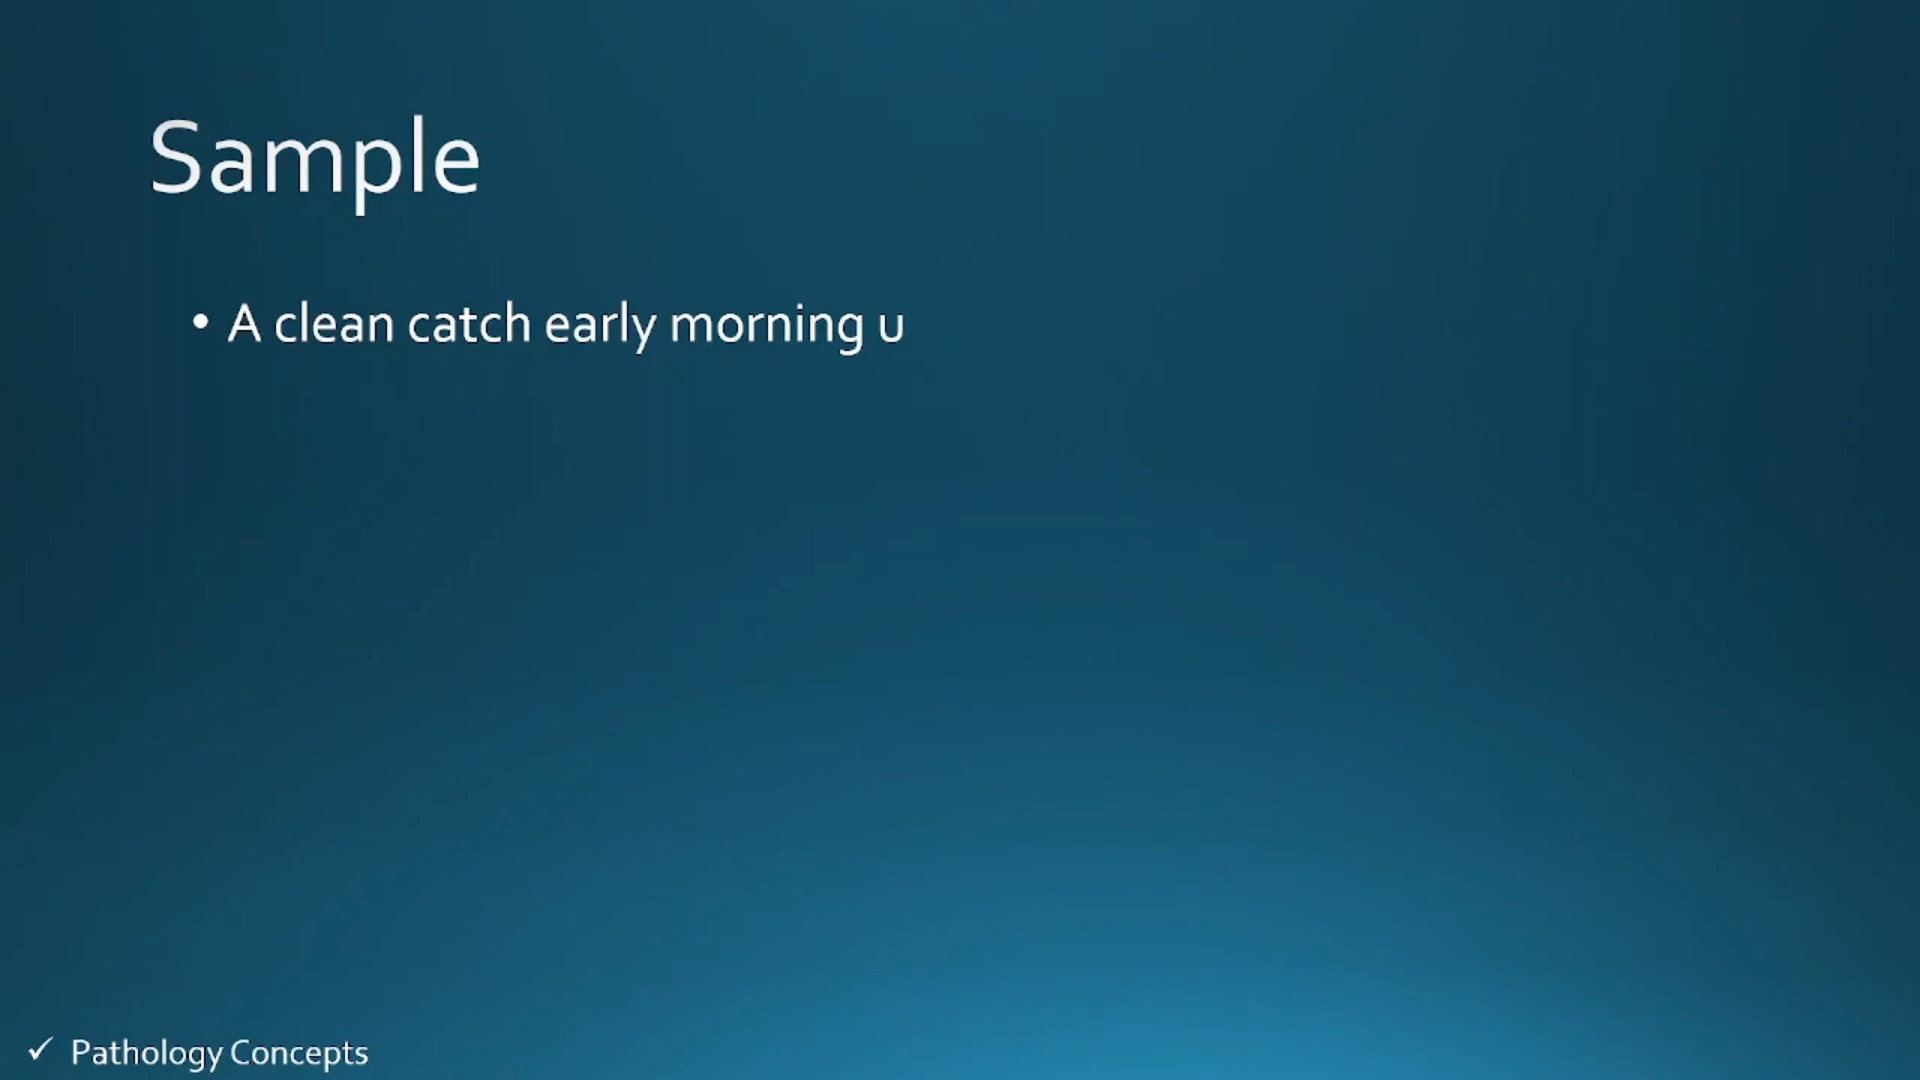 Sample
• A clean catch early morning u
✓ Pathology Concepts